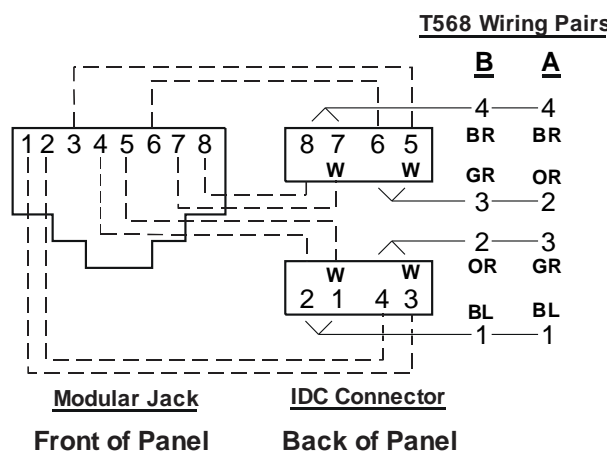 T568 Wiring Pairs
B A
4 4
BR BR
1 2 3 4 5 6 7 8
8 7 6 5
W W
GR OR
3 2
2 3
OR GR
W W
2 1 4 3
BL BL
1 1
Modular Jack IDC Connector
Front of Panel Back of Panel